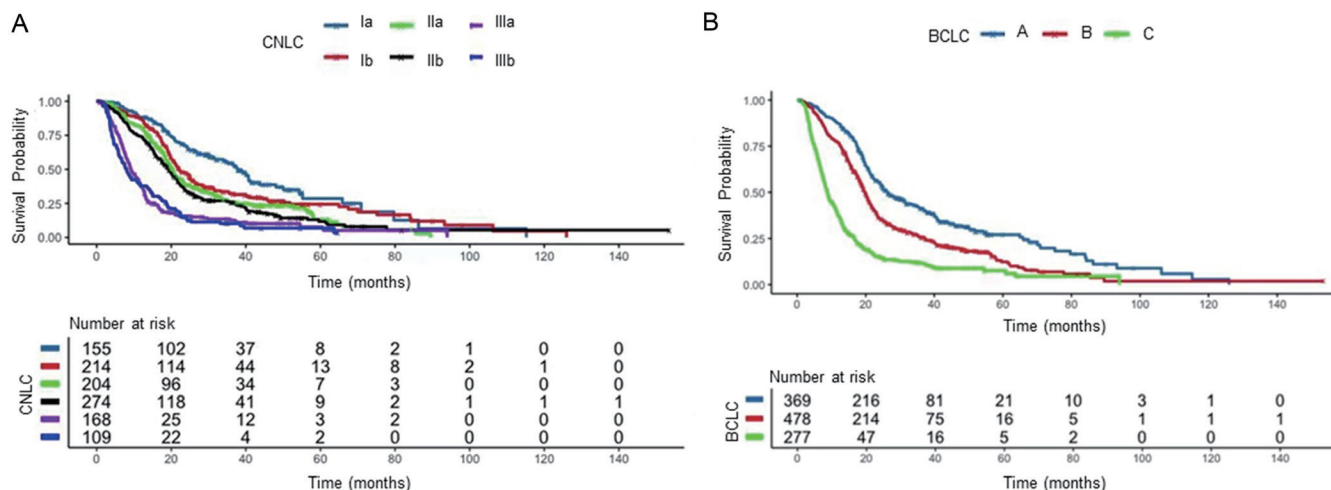 A
CNLC
Ia IIa IIIa
Ib IIb IIIb
Survival Probability
1.00
0.75
0.50
0.25
0.00
0 20 40 60 80 100 120 140
Time (months)
Number at risk
CNLC
155 102 37 8 2 1 0 0
214 114 44 13 8 2 1 0
204 96 34 7 3 0 0 0
274 118 41 9 2 1 1 1
168 25 12 3 2 0 0 0
109 22 4 2 0 0 0 0
0 20 40 60 80 100 120 140
Time (months)
B
BCLC A B C
Survival Probability
1.00
0.75
0.50
0.25
0.00
0 20 40 60 80 100 120 140
Time (months)
Number at risk
BCLC
369 216 81 21 10 3 1 0
478 214 75 16 5 1 1 1
277 47 16 5 2 0 0 0
0 20 40 60 80 100 120 140
Time (months)